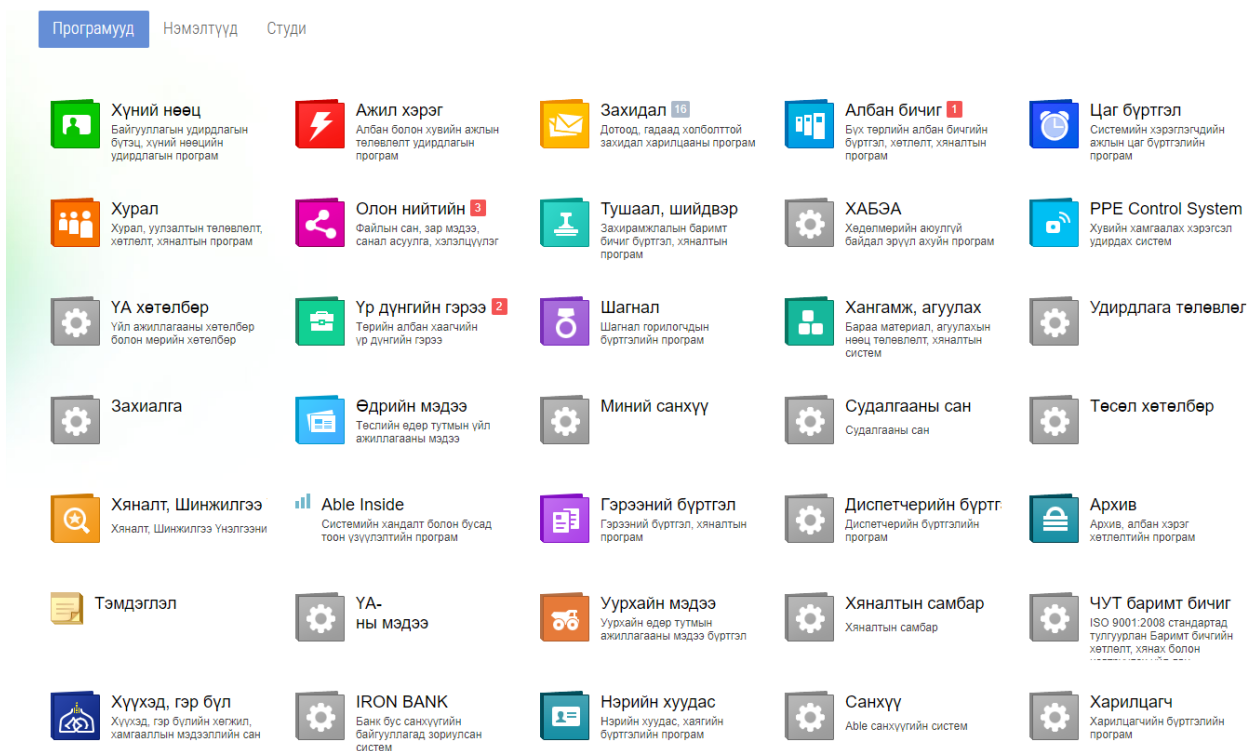 Програмууд
Нэмэлтүүд
Студи
Хүний нөөц
Байгууллагын удирдлагын
бүтэц, хүний нөөцийн
удирдлагын програм
Ажил хэрэг
Албан болон хувийн ажлын
төлөвлөлт удирдлагын
програм
Захидал 16
Дотоод, гадаад холболттой
захидал харилцааны програм
Албан бичиг 1
Бүх төрлийн албан бичгийн
бүртгэл, хөтлөлт, хяналтын
програм
Цаг бүртгэл
Системийн хэрэглэгчдийн
ажлын цаг бүртгэлийн
програм
Хурал
Хурал, уулзалтын төлөвлөлт,
хөтлөлт, хяналтын програм
Олон нийтийн 3
Файлын сан, зар мэдээ,
санал асуулга, хэлэлцүүлэг
Тушаал, шийдвэр
Захирамжлалын баримт
бичиг бүртгэл, хяналтын
програм
ХАБЭА
Хөдөлмөрийн аюулгүй
байдал эрүүл ахуйн програм
PPE Control System
Хувийн хамгаалах хэрэгсэл
удирдах систем
ҮА хөтөлбөр
Үйл ажиллагааны хөтөлбөр
болон мөрийн хөтөлбөр
Үр дүнгийн гэрээ 2
Төрийн албан хаагчийн
үр дүнгийн гэрээ
Шагнал
Шагнал горилогчдын
бүртгэлийн програм
Хангамж, агуулах
Бараа материал, агуулахын
нөөц төлөвлөлт, хяналтын
систем
Удирдлага төлөвлөг
Захиалга
Өдрийн мэдээ
Төслийн өдөр тутмын үйл
ажиллагааны мэдээ
Миний санхүү
Судалгааны сан
Судалгааны сан
Төсөл хөтөлбөр
Хяналт, Шинжилгээ
Хяналт, Шинжилгээ Үнэлгээни
Able Inside
Системийн хандалт болон бусад
тоон үзүүлэлтийн програм
Гэрээний бүртгэл
Гэрээний бүртгэл, хяналтын
програм
Диспетчерийн бүртг
Диспетчерийн бүртгэлийн
програм
Архив
Архив, албан хэрэг
хөтлөлтийн програм
Тэмдэглэл
ҮА-
ны мэдээ
Уурхайн мэдээ
Уурхайн өдөр тутмын
ажиллагааны мэдээ бүртгэл
Хяналтын самбар
Хяналтын самбар
ЧУТ баримт бичиг
ISO 9001:2008 стандартад
тулгуурлан Баримт бичгийн
хөтлөлт, хянах болон
Хүүхэд, гэр бүл
Хүүхэд, гэр бүлийн хөгжил,
хамгааллын мэдээллийн сан
IRON BANK
Банк бус санхүүгийн
байгууллагад зориулсан
систем
Нэрийн хуудас
Нэрийн хуудас, хаягийн
бүртгэлийн програм
Санхүү
Able санхүүгийн систем
Харилцагч
Харилцагчийн бүртгэлийн
програм